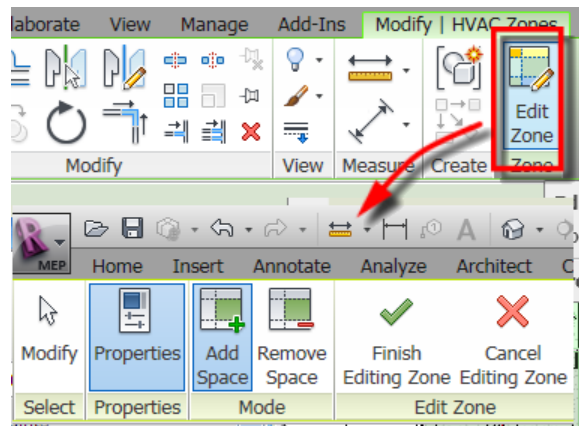 laborate View Manage Add-Ins Modify | HVAC Zones
Edit
Zone
Modify View Measure Create Zone
MEP Home Insert Annotate Analyze Architect C
Modify Properties Add Remove Finish Cancel
Space Space Editing Zone Editing Zone
Select Properties Mode Edit Zone